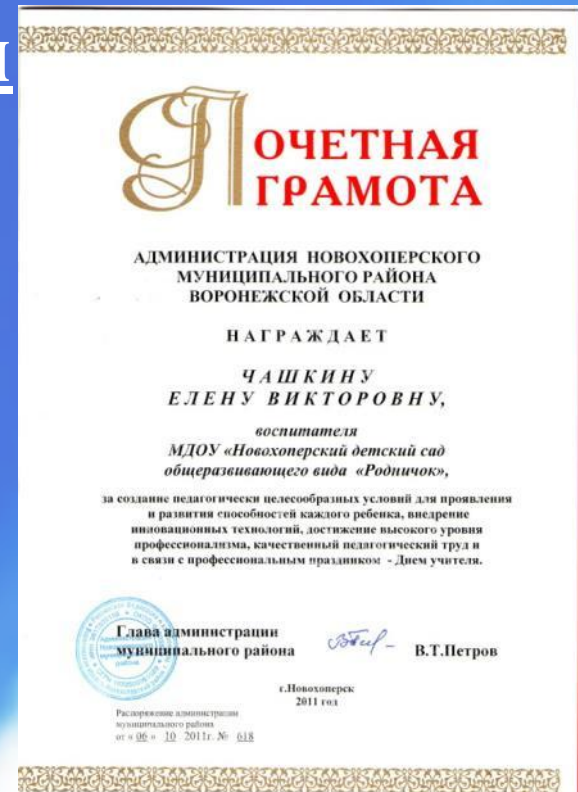 ПОЧЕТНАЯ
ГРАМОТА
АДМИНИСТРАЦИЯ НОВОХОПЕРСКОГО
МУНИЦИПАЛЬНОГО РАЙОНА
ВОРОНЕЖСКОЙ ОБЛАСТИ
НАГРАЖДАЕТ
ЧАШКИНУ
ЕЛЕНУ ВИКТОРОВНУ,
воспитателя
МДОУ «Новохоперский детский сад
общеразвивающего вида «Родничок»,
за создание педагогически целесообразных условий для проявления
и развития способностей каждого ребенка, внедрение
инновационных технологий, достижение высокого уровня
профессионализма, качественный педагогический труд и
в связи с профессиональным праздником - Днем учителя.
Глава администрации
муниципального района В.Т.Петров
г.Новохоперск
2011 год
Распоряжение администрации
муниципального района
от « 06 » 10 2011г. № 618